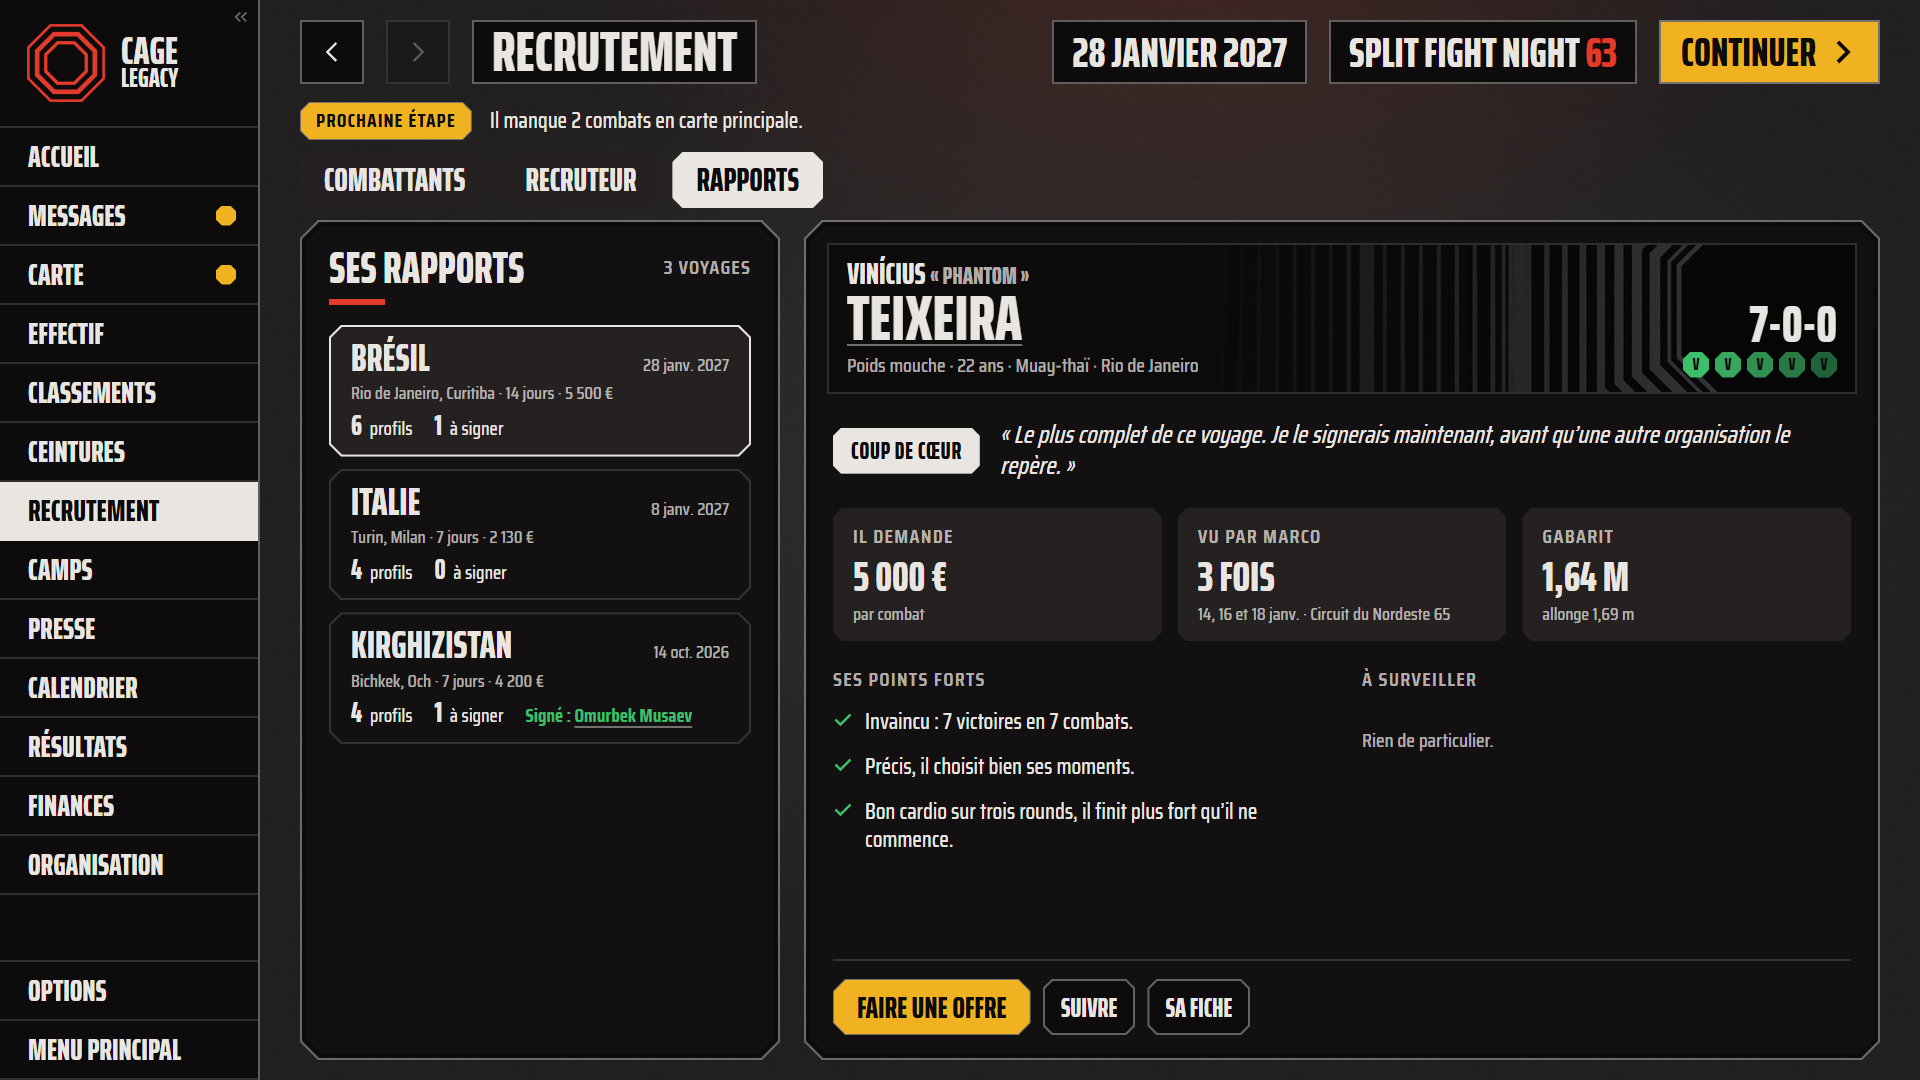 «
CAGE
LEGACY
ACCUEIL
MESSAGES
CARTE
EFFECTIF
CLASSEMENTS
CEINTURES
RECRUTEMENT
CAMPS
PRESSE
CALENDRIER
RÉSULTATS
FINANCES
ORGANISATION
OPTIONS
MENU PRINCIPAL
RECRUTEMENT
28 JANVIER 2027
SPLIT FIGHT NIGHT 63
CONTINUER
PROCHAINE ÉTAPE
Il manque 2 combats en carte principale.
COMBATTANTS
RECRUTEUR
RAPPORTS
SES RAPPORTS
3 VOYAGES
BRÉSIL
28 janv. 2027
Rio de Janeiro, Curitiba · 14 jours · 5 500 €
6 profils 1 à signer
ITALIE
8 janv. 2027
Turin, Milan · 7 jours · 2 130 €
4 profils 0 à signer
KIRGHIZISTAN
14 oct. 2026
Bichkek, Och · 7 jours · 4 200 €
4 profils 1 à signer Signé : Omurbek Musaev
VINÍCIUS « PHANTOM »
TEIXEIRA
Poids mouche · 22 ans · Muay-thaï · Rio de Janeiro
7-0-0
V V V V V
COUP DE CŒUR
« Le plus complet de ce voyage. Je le signerais maintenant, avant qu’une autre organisation le
repère. »
IL DEMANDE
5 000 €
par combat
VU PAR MARCO
3 FOIS
14, 16 et 18 janv. · Circuit du Nordeste 65
GABARIT
1,64 M
allonge 1,69 m
SES POINTS FORTS
Invaincu : 7 victoires en 7 combats.
Précis, il choisit bien ses moments.
Bon cardio sur trois rounds, il finit plus fort qu’il ne
commence.
À SURVEILLER
Rien de particulier.
FAIRE UNE OFFRE
SUIVRE
SA FICHE